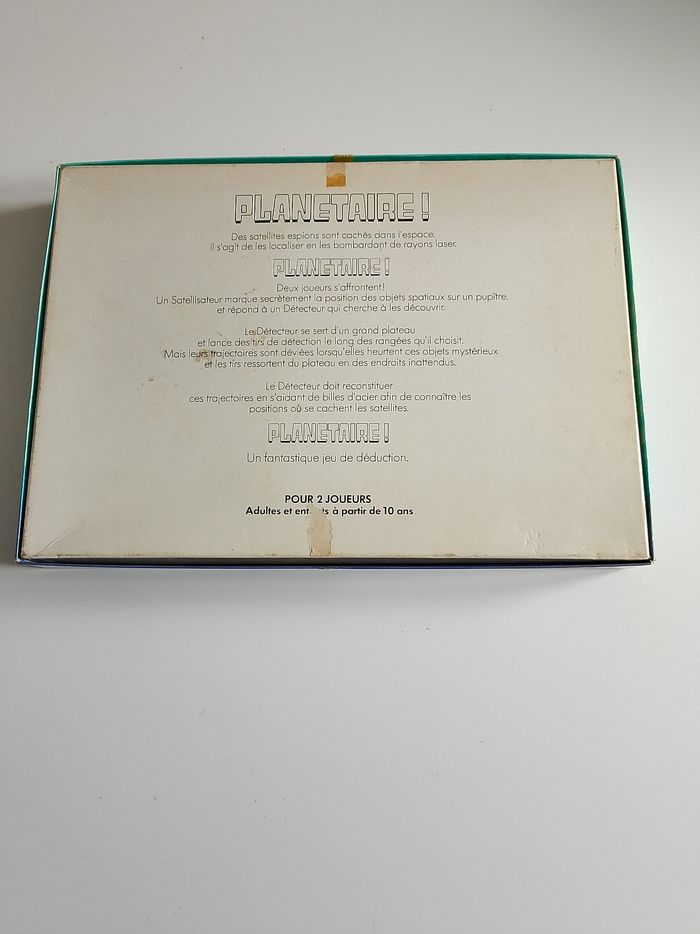 PLANETAIRE !
Des satellites espions sont cachés dans l'espace.
Il s'agit de les localiser en les bombardant de rayons laser.
PLANETAIRE !
Deux joueurs s'affrontent!
Un Satellisateur marque secrètement la position des objets spatiaux sur un pupître.
et répond à un Détecteur qui cherche à les découvrir.
Le Détecteur se sert d'un grand plateau
et lance des tirs de détection le long des rangées qu'il choisit.
Mais leurs trajectoires sont déviées lorsqu'elles heurtent ces objets mystérieux
et les tirs ressortent du plateau en des endroits inattendus.
Le Détecteur doit reconstituer
ces trajectoires en s'aidant de billes d'acier afin de connaître les
positions où se cachent les satellites.
PLANETAIRE !
Un fantastique jeu de déduction.
POUR 2 JOUEURS
Adultes et à partir de 10 ans